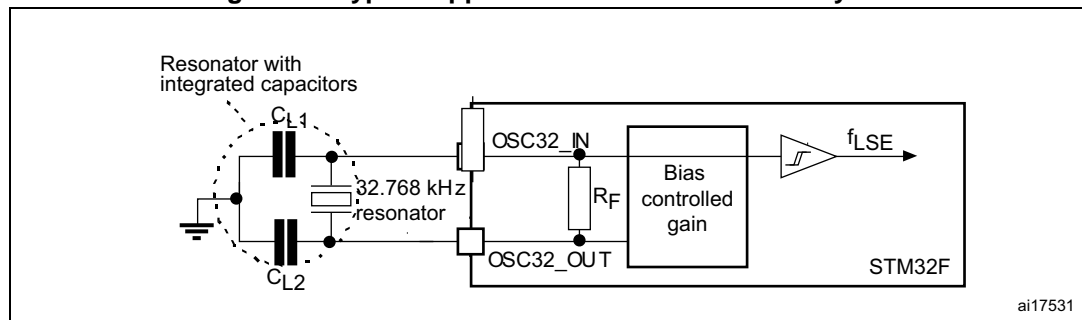 Resonator with
integrated capacitors
CL1
OSC32_IN
fLSE
32.768 kHz
resonator
RF
Bias
controlled
gain
OSC32_OUT
STM32F
CL2
ai17531